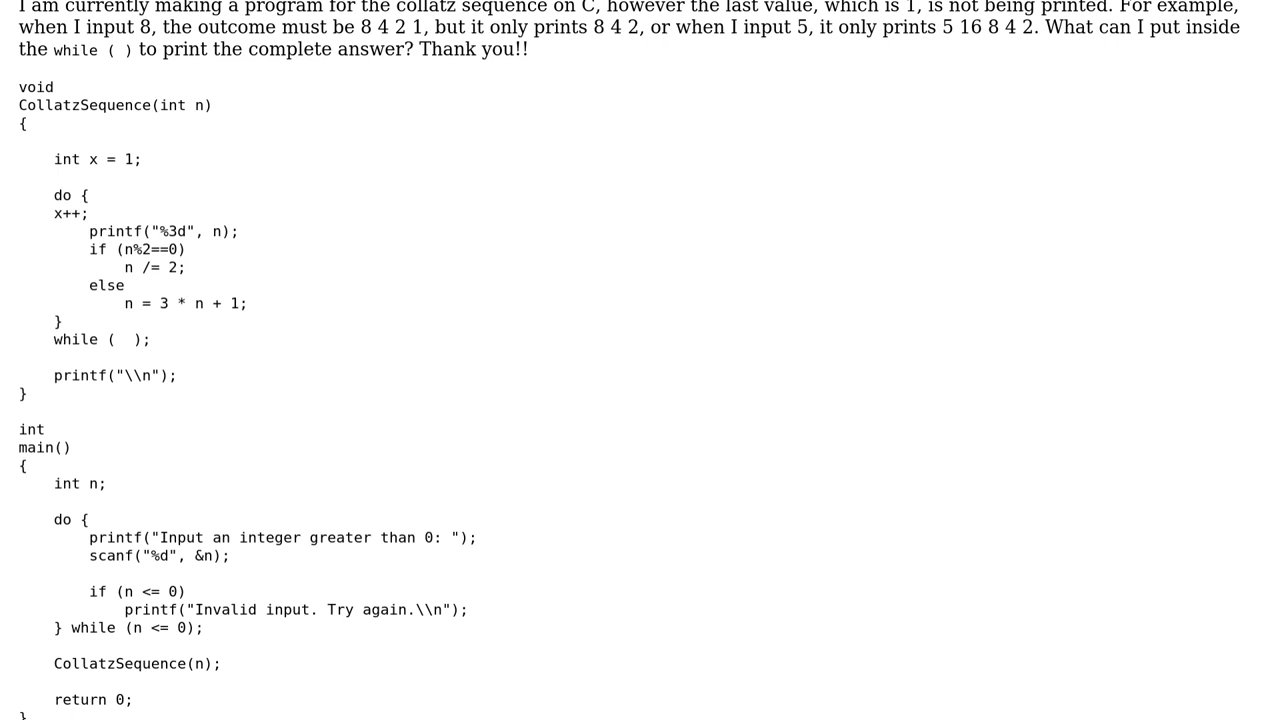 I am currently making a program for the collatz sequence on C, however the last value, which is 1, is not being printed. For example,
when I input 8, the outcome must be 8 4 2 1, but it only prints 8 4 2, or when I input 5, it only prints 5 16 8 4 2. What can I put inside
the while ( ) to print the complete answer? Thank you!!
void
CollatzSequence(int n)
{
int x = 1;
do {
x++;
printf("%3d", n);
if (n%2==0)
n /= 2;
else
n = 3 * n + 1;
}
while (  );
printf("\\n");
}
int
main()
{
int n;
do {
printf("Input an integer greater than 0: ");
scanf("%d", &n);
if (n <= 0)
printf("Invalid input. Try again.\\n");
} while (n <= 0);
CollatzSequence(n);
return 0;
}